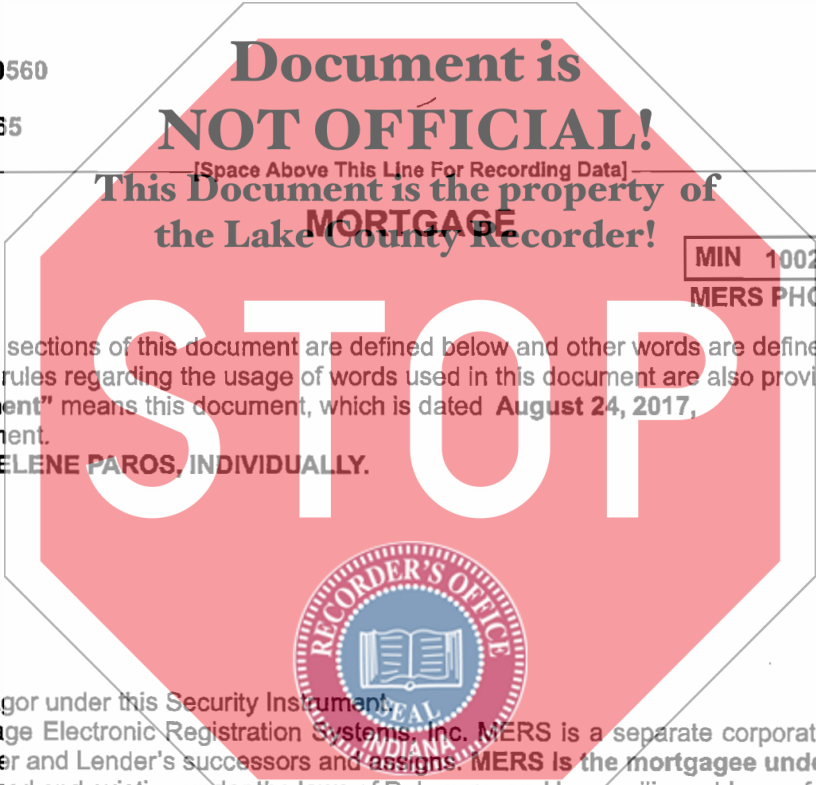 Document is
0560
NOT OFFICIAL!
65
[Space Above This Line For Recording Data]
This Document is the property of
MORTGAGE
the Lake County Recorder!
MIN 1002
MERS PHO
STOP
sections of this document are defined below and other words are define
rules regarding the usage of words used in this document are also provi
ent” means this document, which is dated August 24, 2017,
ent.
ELENE PAROS, INDIVIDUALLY.
RECORDER'S OFFICE
SEAL
INDIANA
gor under this Security Instrument.
age Electronic Registration Systems, Inc. MERS is a separate corporat
er and Lender's successors and assigns. MERS is the mortgagee unde